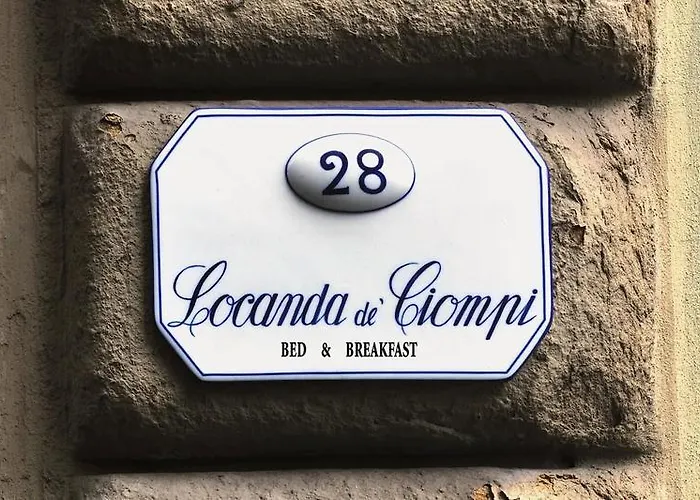 28
Locanda de' Ciompi
BED & BREAKFAST